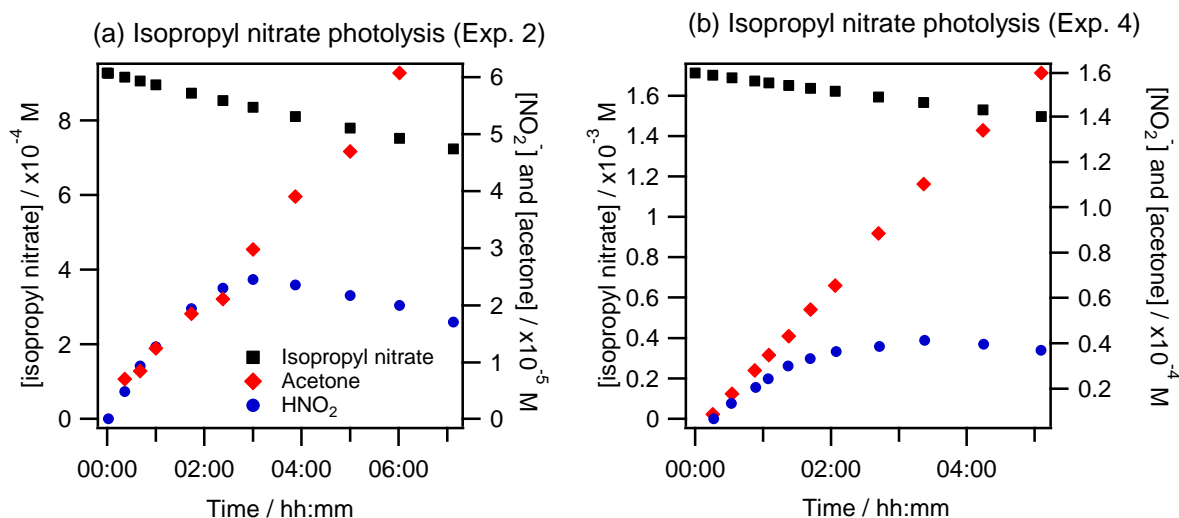 (a) Isopropyl nitrate photolysis (Exp. 2)
[isopropyl nitrate] / x10⁻⁴ M
8
6
4
2
0
6
5
4
3
2
1
0
[NO₂⁻] and [acetone] / x10⁻⁵ M
Isopropyl nitrate
Acetone
HNO₂
00:00 02:00 04:00 06:00
Time / hh:mm
(b) Isopropyl nitrate photolysis (Exp. 4)
[isopropyl nitrate] / x10⁻³ M
1.6
1.4
1.2
1
0.3
0.4
0.2
0
1.6
1.4
1.2
1.0
0.8
0.6
0.4
0.2
[NO₂⁻] and [acetone] / x10⁻⁴ M
00:00 02:00 04:00
Time / hh:mm